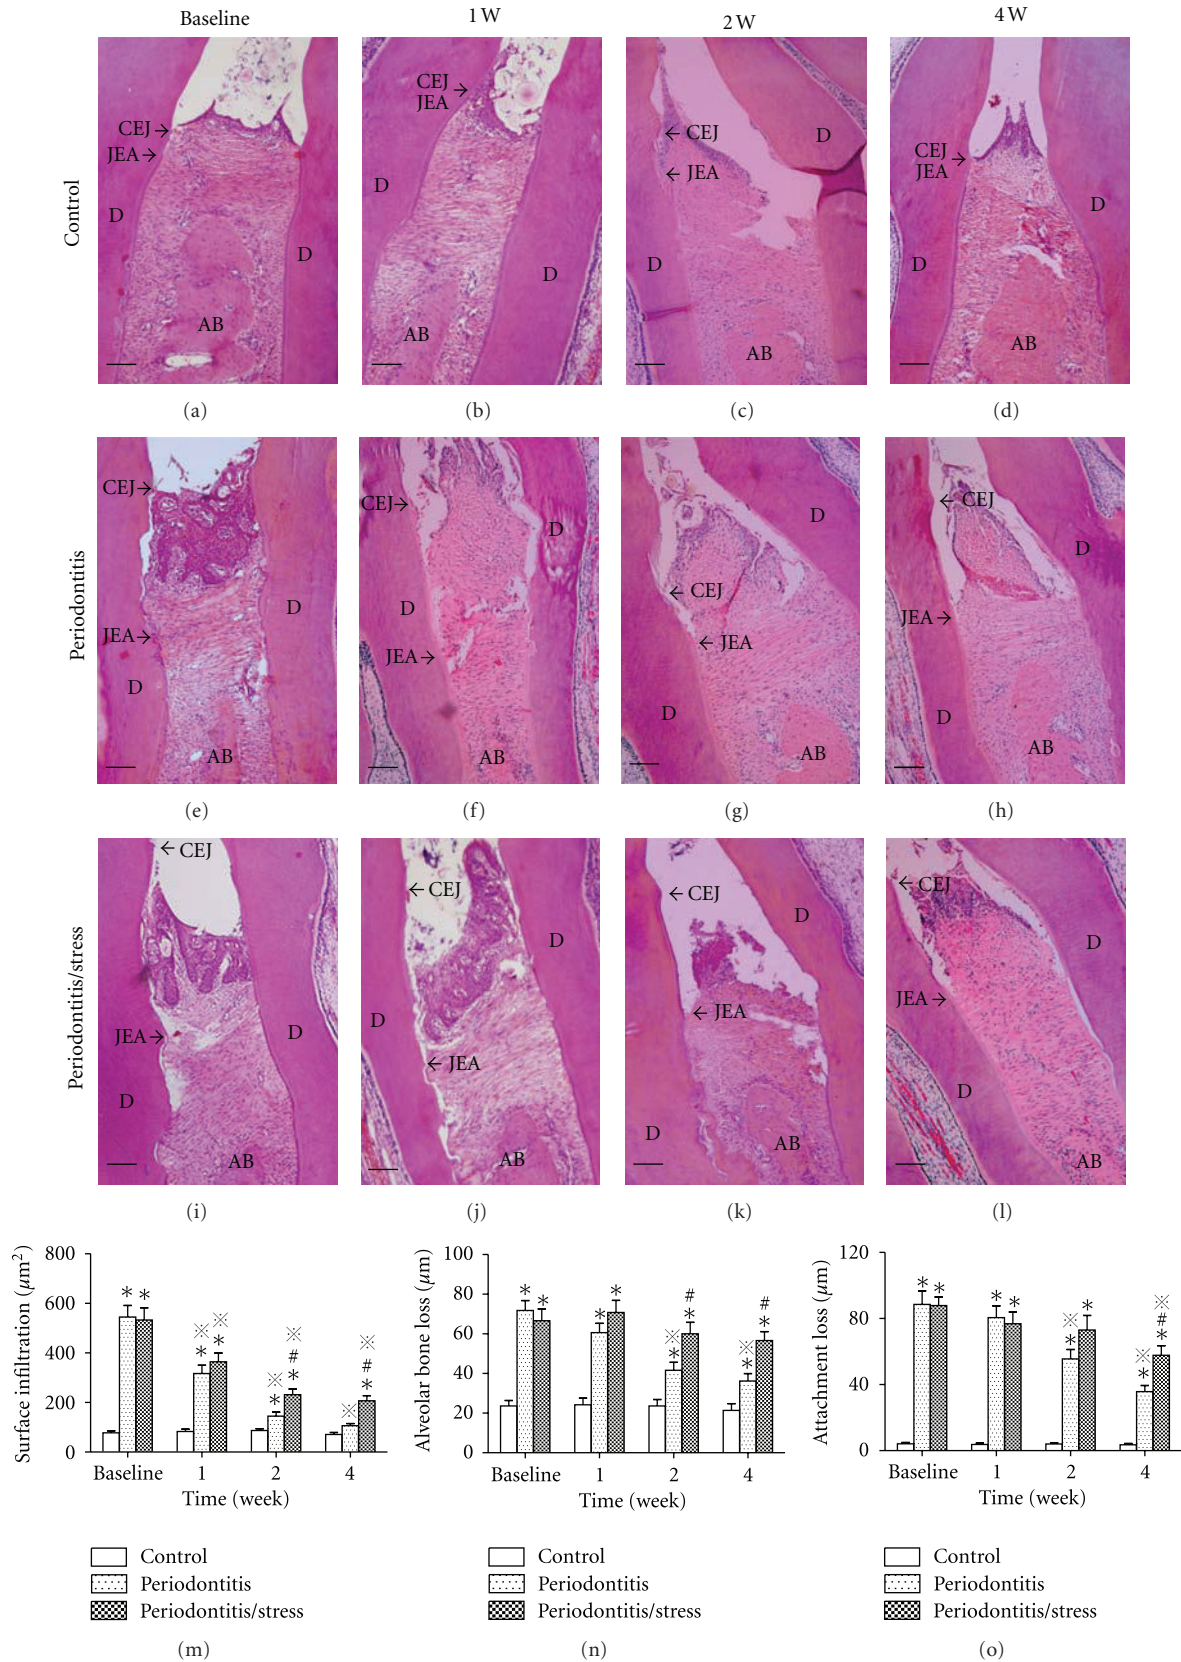 Baseline
1 W
2 W
4 W
Control
CEJ
JEA
D
D
AB
CEJ
JEA
D
D
AB
CEJ
JEA
D
D
AB
CEJ
JEA
D
D
AB
(a)
(b)
(c)
(d)
Periodontitis
CEJ
JEA
D
D
AB
CEJ
JEA
D
D
AB
CEJ
JEA
D
D
AB
CEJ
JEA
D
D
AB
(e)
(f)
(g)
(h)
Periodontitis/stress
CEJ
JEA
D
D
AB
CEJ
JEA
D
D
AB
CEJ
JEA
D
D
AB
CEJ
JEA
D
D
AB
(i)
(j)
(k)
(l)
Surface infiltration (µm²)
800
600
400
200
0
* *
※ ※
* *
※ ※
* # *
※ ※
# *
Baseline 1 2 4
Time (week)
Control
Periodontitis
Periodontitis/stress
(m)
Alveolar bone loss (µm)
100
80
60
40
20
0
* *
* *
※ #
* *
※ #
* *
Baseline 1 2 4
Time (week)
Control
Periodontitis
Periodontitis/stress
(n)
Attachment loss (µm)
120
80
40
0
* *
* *
※ *
*
※ ※
* # *
Baseline 1 2 4
Time (week)
Control
Periodontitis
Periodontitis/stress
(o)